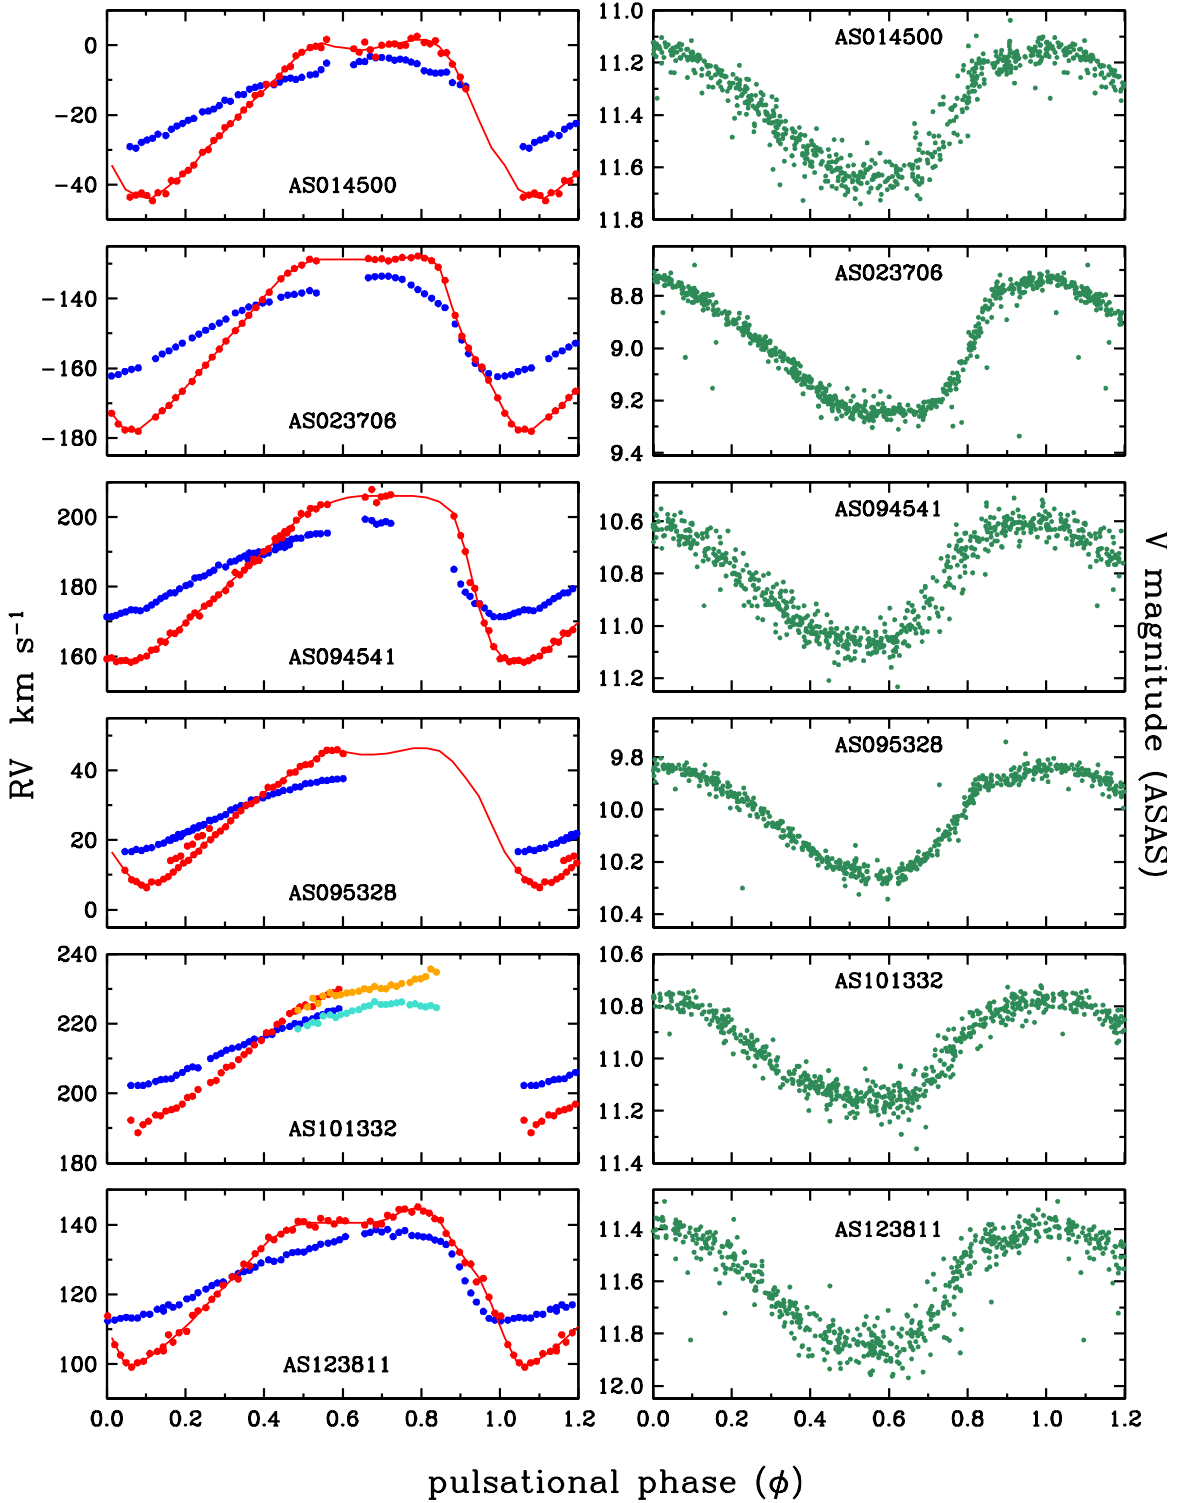 0
−20
−40
AS014500
11.0
11.2
11.4
11.6
11.8
AS014500
−140
−160
−180
AS023706
8.8
9.0
9.2
9.4
AS023706
200
180
160
AS094541
10.6
10.8
11.0
11.2
AS094541
40
20
0
AS095328
9.8
10.0
10.2
10.4
AS095328
240
220
200
180
AS101332
10.6
10.8
11.0
11.2
11.4
AS101332
140
120
100
AS123811
11.4
11.6
11.8
12.0
AS123811
0.0 0.2 0.4 0.6 0.8 1.0 1.2
0.0 0.2 0.4 0.6 0.8 1.0 1.2
RV km s⁻¹
V magnitude (ASAS)
pulsational phase (ϕ)